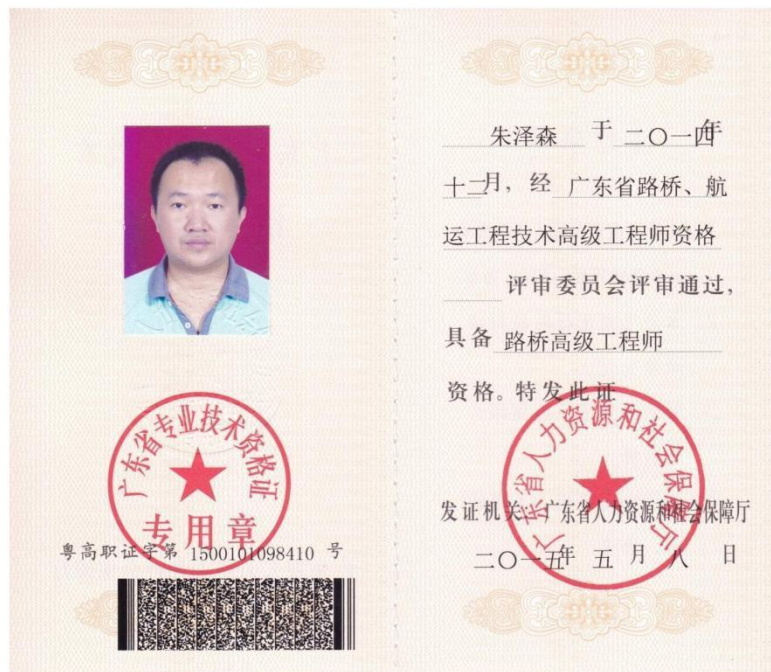 广东省专业技术资格证
专用章
粤高职证字第 1500101098410 号
朱泽森 于 二〇一四年
十二月，经 广东省路桥、航
运工程技术高级工程师资格
评审委员会评审通过，
具备 路桥高级工程师
资格。特发此证
广东省人力资源和社会保障厅
发证机关 广东省人力资源和社会保障厅
二〇一五年 五 月 八 日